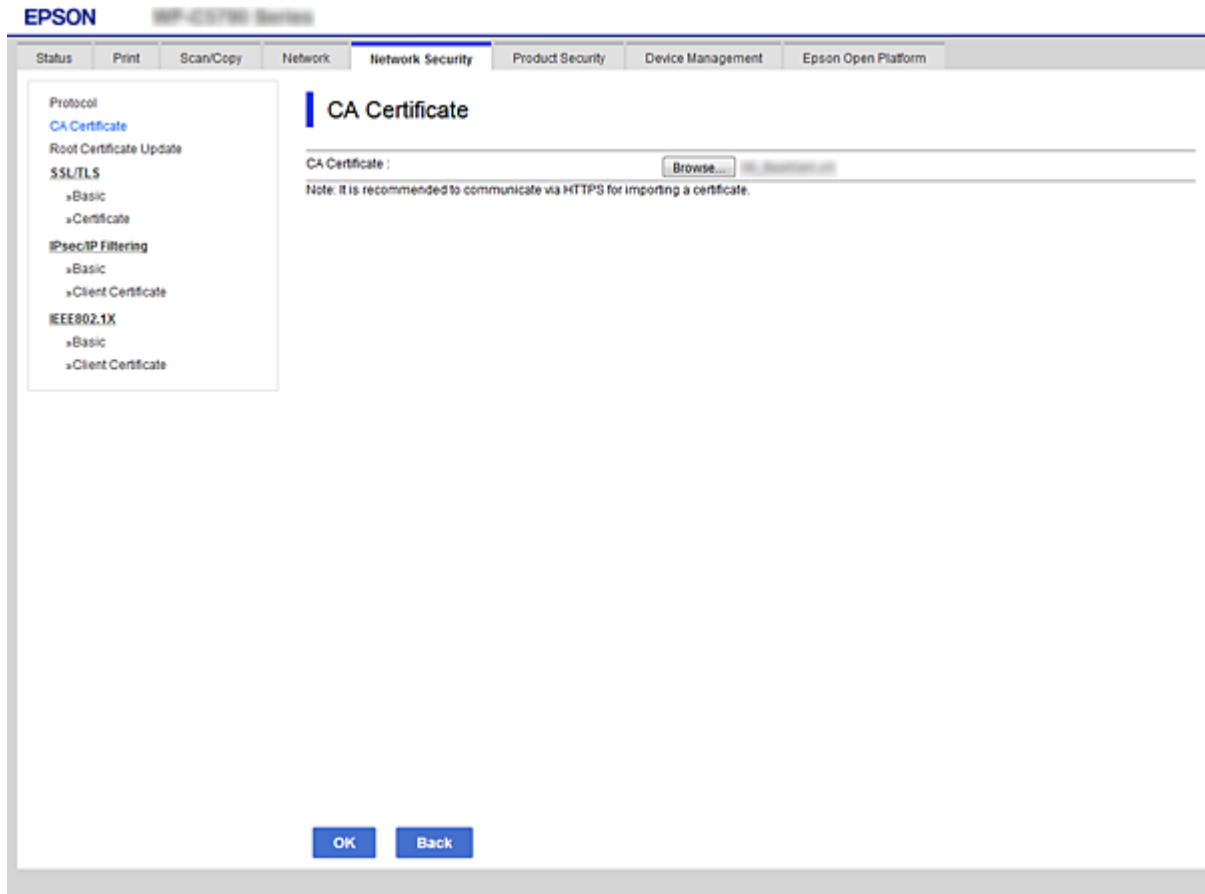 EPSON
Status Print Scan/Copy Network Network Security Product Security Device Management Epson Open Platform
Protocol
CA Certificate
Root Certificate Update
SSL/TLS
»Basic
»Certificate
IPsec/IP Filtering
»Basic
»Client Certificate
IEEE802.1X
»Basic
»Client Certificate
CA Certificate
CA Certificate :
Browse...
Note: It is recommended to communicate via HTTPS for importing a certificate.
OK Back